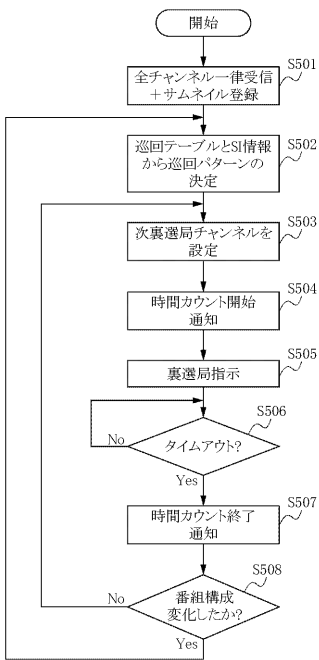 開始
S501
全チャンネル一律受信
＋サムネイル登録
S502
巡回テーブルとSI情報
から巡回パターンの
決定
S503
次裏選局チャンネルを
設定
S504
時間カウント開始
通知
S505
裏選局指示
S506
タイムアウト?
No
Yes
S507
時間カウント終了
通知
S508
番組構成
変化したか?
No
Yes